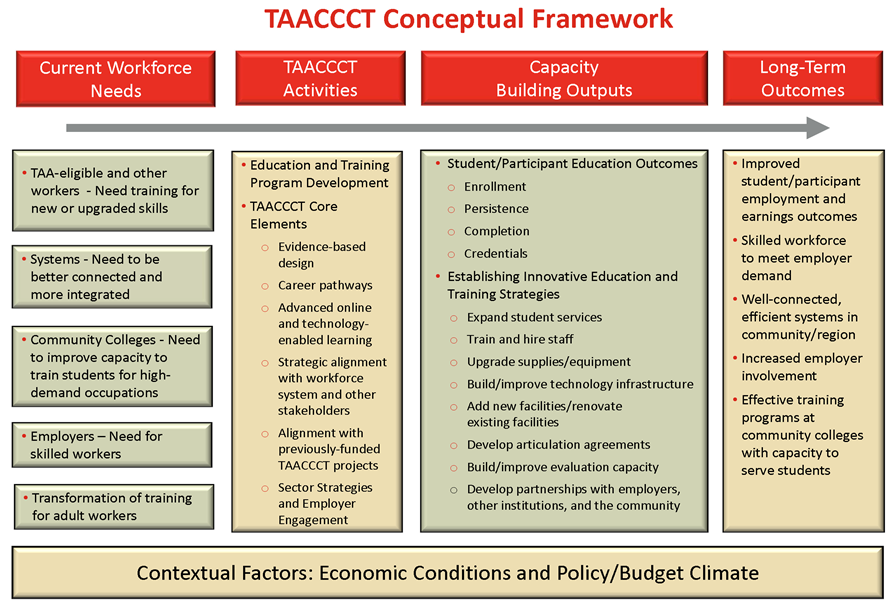 TAACCCT Conceptual Framework
Current Workforce
Needs
TAACCCT
Activities
Capacity
Building Outputs
Long-Term
Outcomes
• TAA-eligible and other
workers - Need training for
new or upgraded skills
• Systems - Need to be
better connected and
more integrated
• Community Colleges - Need
to improve capacity to
train students for high-
demand occupations
• Employers – Need for
skilled workers
• Transformation of training
for adult workers
• Education and Training
Program Development
• TAACCCT Core
Elements
○ Evidence-based
design
○ Career pathways
○ Advanced online
and technology-
enabled learning
○ Strategic alignment
with workforce
system and other
stakeholders
○ Alignment with
previously-funded
TAACCCT projects
○ Sector Strategies
and Employer
Engagement
• Student/Participant Education Outcomes
○ Enrollment
○ Persistence
○ Completion
○ Credentials
• Establishing Innovative Education and
Training Strategies
○ Expand student services
○ Train and hire staff
○ Upgrade supplies/equipment
○ Build/improve technology infrastructure
○ Add new facilities/renovate
existing facilities
○ Develop articulation agreements
○ Build/improve evaluation capacity
○ Develop partnerships with employers,
other institutions, and the community
• Improved
student/participant
employment and
earnings outcomes
• Skilled workforce
to meet employer
demand
• Well-connected,
efficient systems in
community/region
• Increased employer
involvement
• Effective training
programs at
community colleges
with capacity to
serve students
Contextual Factors: Economic Conditions and Policy/Budget Climate